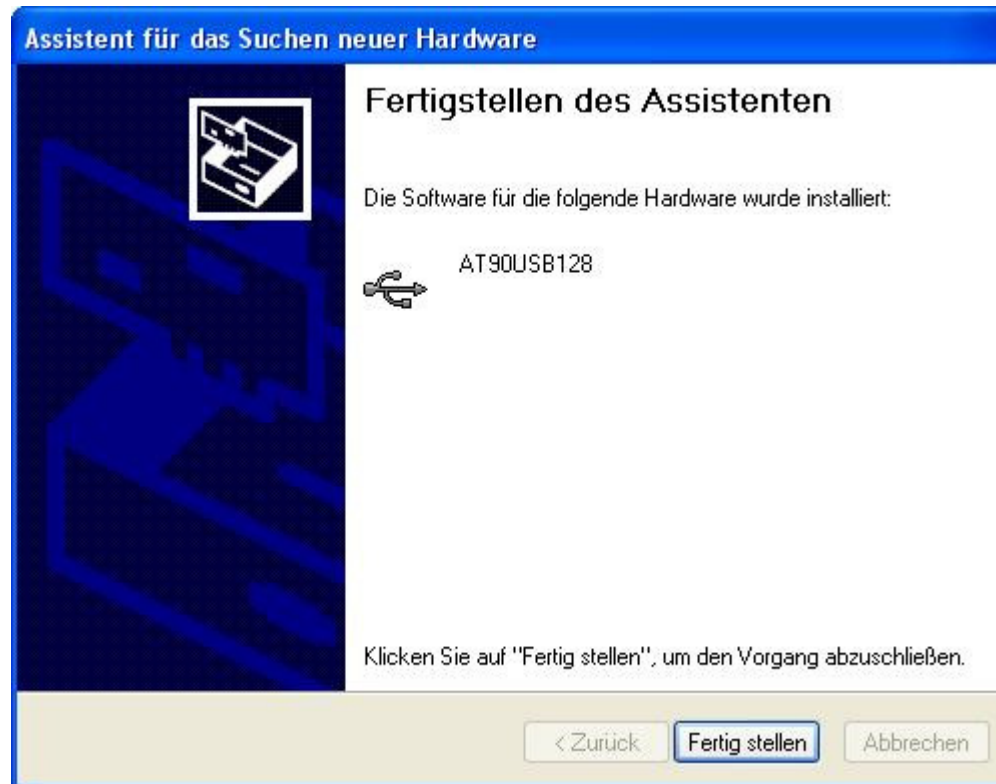 Assistent für das Suchen neuer Hardware
Fertigstellen des Assistenten
Die Software für die folgende Hardware wurde installiert:
AT90USB128
Klicken Sie auf "Fertig stellen", um den Vorgang abzuschließen.
< Zurück Fertig stellen Abbrechen